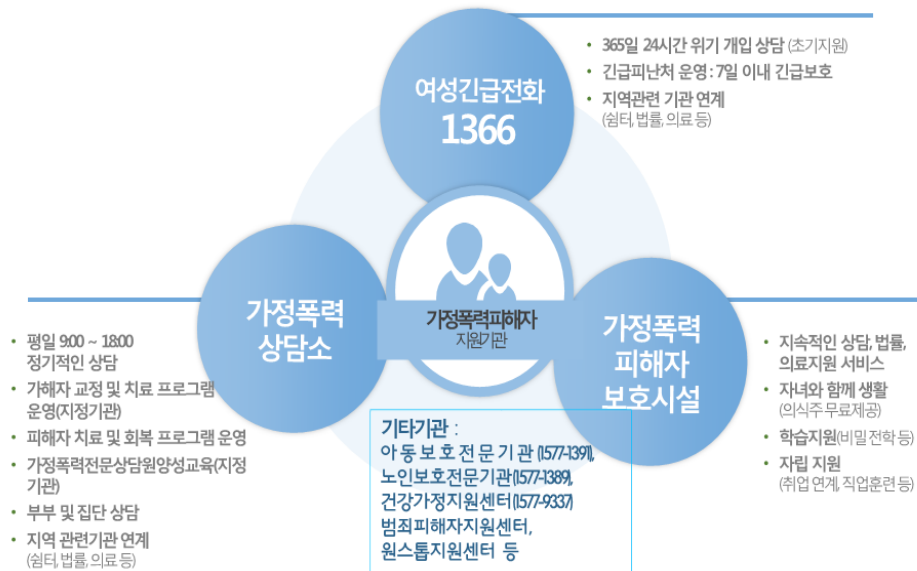 여성긴급전화
1366
• 365일 24시간 위기 개입 상담 (초기지원)
• 긴급피난처 운영 : 7일 이내 긴급보호
• 지역관련 기관 연계
(쉼터, 법률, 의료 등)
가정폭력피해자
지원기관
가정폭력
상담소
• 평일 9:00 ~ 18:00
정기적인 상담
• 가해자 교정 및 치료 프로그램
운영(지정기관)
• 피해자 치료 및 회복 프로그램 운영
• 가정폭력전문상담원양성교육(지정
기관)
• 부부 및 집단 상담
• 지역 관련기관 연계
(쉼터, 법률, 의료 등)
가정폭력
피해자
보호시설
• 지속적인 상담, 법률,
의료지원 서비스
• 자녀와 함께 생활
(의식주 무료제공)
• 학습지원(비밀 전학 등)
• 자립 지원
(취업 연계, 직업훈련 등)
기타기관 :
아동보호전문기관(1577-1391),
노인보호전문기관(1577-1389),
건강가정지원센터(1577-9337)
범죄피해자지원센터,
원스톱지원센터 등